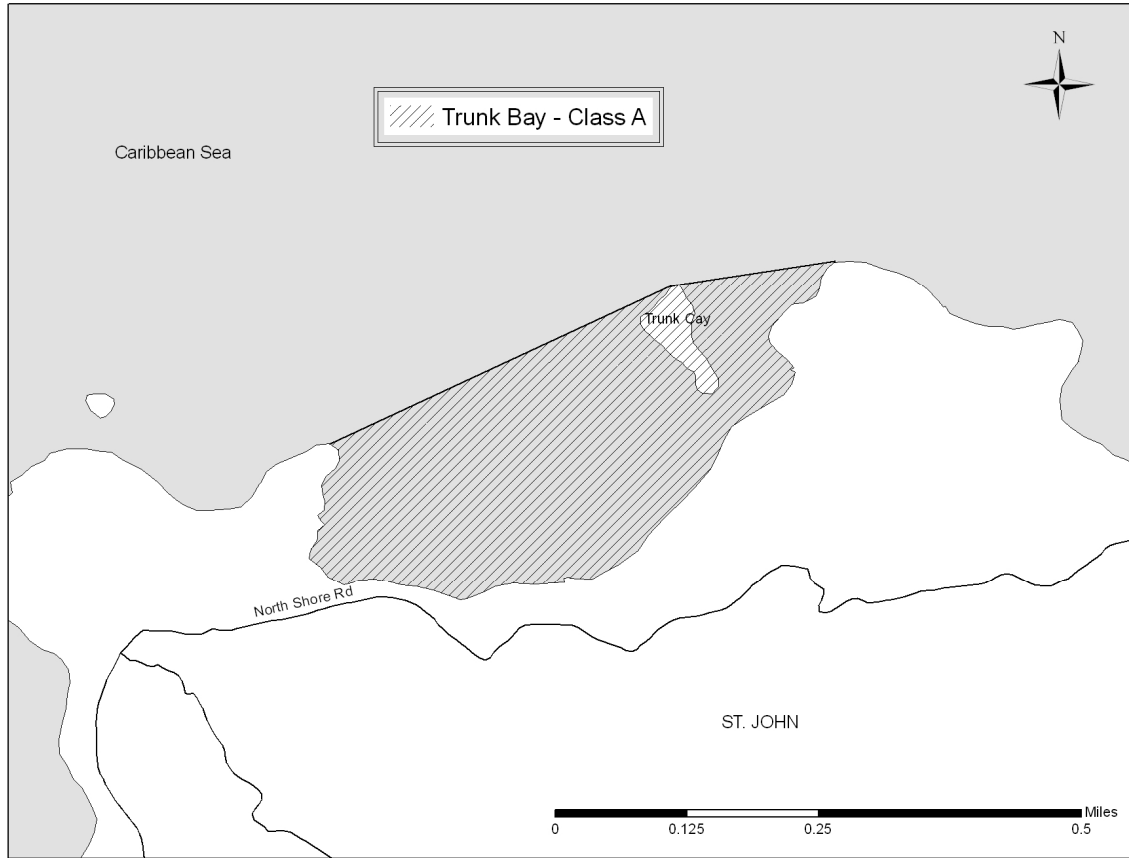 N
Trunk Bay - Class A
Caribbean Sea
Trunk Cay
North Shore Rd
ST. JOHN
Miles
0
0.125
0.25
0.5